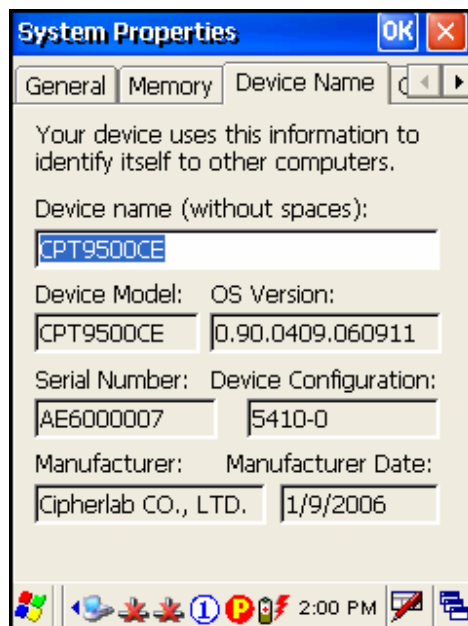 System Properties OK
General Memory Device Name
Your device uses this information to
identify itself to other computers.
Device name (without spaces):
CPT9500CE
Device Model: OS Version:
CPT9500CE 0.90.0409.060911
Serial Number: Device Configuration:
AE6000007 5410-0
Manufacturer: Manufacturer Date:
Cipherlab CO., LTD. 1/9/2006
1 P 2:00 PM